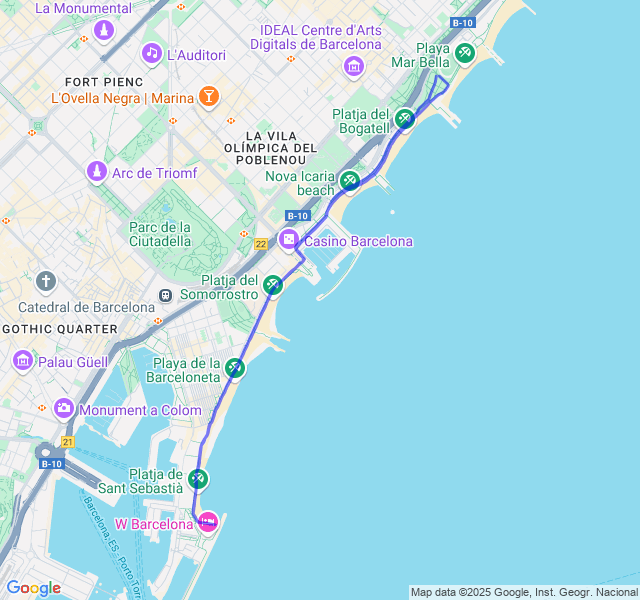 La Monumental
B-10
IDEAL Centre d'Arts
Digitals de Barcelona
Playa
Mar Bella
L'Auditori
FORT PIENC
L'Ovella Negra | Marina
Platja del
Bogatell
LA VILA
OLÍMPICA DEL
POBLENOU
Arc de Triomf
Nova Icaria
beach
B-10
Parc de la
Ciutadella
22
Casino Barcelona
Platja del
Somorrostro
Catedral de Barcelona
GOTHIC QUARTER
Palau Güell
Playa de la
Barceloneta
Monument a Colom
21
B-10
Platja de
Sant Sebastià
W Barcelona
Barcelona, ES - Porto Torr
Google
Map data ©2025 Google, Inst. Geogr. Nacional